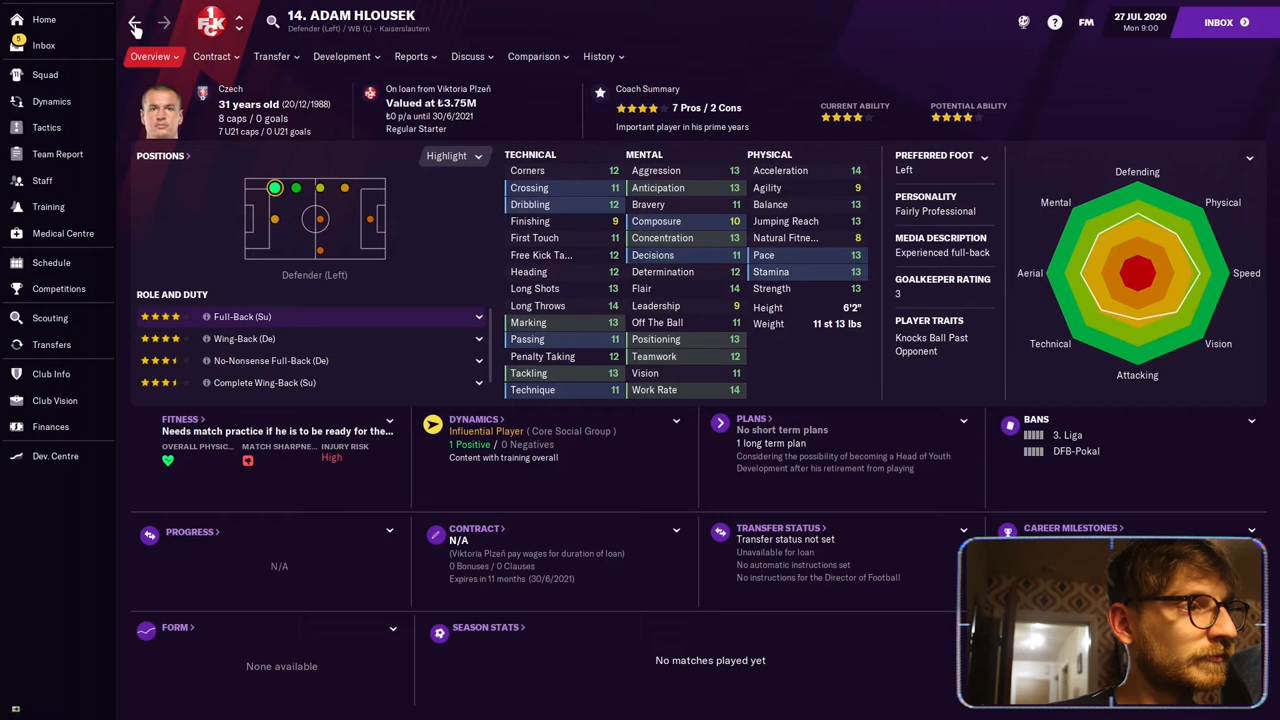 Home
5
Inbox
Squad
Dynamics
Tactics
Team Report
Staff
Training
Medical Centre
Schedule
Competitions
Scouting
Transfers
Club Info
Club Vision
Finances
Dev. Centre
14. ADAM HLOUSEK
Defender (Left) / WB (L) - Kaiserslautern
?
FM
27 JUL 2020
Mon 9:00
INBOX
Overview
Contract
Transfer
Development
Reports
Discuss
Comparison
History
Czech
31 years old (20/12/1988)
8 caps / 0 goals
7 U21 caps / 0 U21 goals
On loan from Viktoria Plzeň
Valued at ₺3.75M
₺0 p/a until 30/6/2021
Regular Starter
Coach Summary
7 Pros / 2 Cons
Important player in his prime years
CURRENT ABILITY
POTENTIAL ABILITY
POSITIONS
Highlight
Defender (Left)
ROLE AND DUTY
Full-Back (Su)
Wing-Back (De)
No-Nonsense Full-Back (De)
Complete Wing-Back (Su)
TECHNICAL
Corners 12
Crossing 11
Dribbling 12
Finishing 9
First Touch 11
Free Kick Ta... 12
Heading 12
Long Shots 13
Long Throws 14
Marking 13
Passing 11
Penalty Taking 12
Tackling 13
Technique 11
MENTAL
Aggression 13
Anticipation 13
Bravery 11
Composure 10
Concentration 13
Decisions 11
Determination 12
Flair 14
Leadership 9
Off The Ball 11
Positioning 13
Teamwork 12
Vision 11
Work Rate 14
PHYSICAL
Acceleration 14
Agility 9
Balance 13
Jumping Reach 13
Natural Fitne... 8
Pace 13
Stamina 13
Strength 13
Height 6'2"
Weight 11 st 13 lbs
PREFERRED FOOT
Left
PERSONALITY
Fairly Professional
MEDIA DESCRIPTION
Experienced full-back
GOALKEEPER RATING
3
PLAYER TRAITS
Knocks Ball Past
Opponent
Defending
Physical
Speed
Vision
Attacking
Technical
Aerial
Mental
FITNESS
Needs match practice if he is to be ready for the...
OVERALL PHYSIC...
MATCH SHARPNE...
INJURY RISK
High
DYNAMICS
Influential Player ( Core Social Group )
1 Positive / 0 Negatives
Content with training overall
PLANS
No short term plans
1 long term plan
Considering the possibility of becoming a Head of Youth
Development after his retirement from playing
BANS
3. Liga
DFB-Pokal
PROGRESS
N/A
CONTRACT
N/A
(Viktoria Plzeň pay wages for duration of loan)
0 Bonuses / 0 Clauses
Expires in 11 months (30/6/2021)
TRANSFER STATUS
Transfer status not set
Unavailable for loan
No automatic instructions set
No instructions for the Director of Football
CAREER MILESTONES
FORM
None available
SEASON STATS
No matches played yet